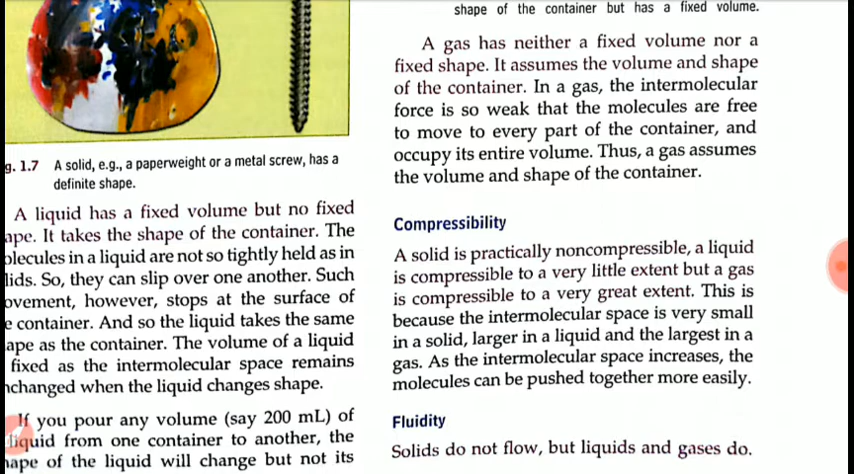 g. 1.7 A solid, e.g., a paperweight or a metal screw, has a
definite shape.
A liquid has a fixed volume but no fixed
ape. It takes the shape of the container. The
olecules in a liquid are not so tightly held as in
lids. So, they can slip over one another. Such
ovement, however, stops at the surface of
e container. And so the liquid takes the same
ape as the container. The volume of a liquid
fixed as the intermolecular space remains
nchanged when the liquid changes shape.
If you pour any volume (say 200 mL) of
liquid from one container to another, the
ape of the liquid will change but not its
shape of the container but has a fixed volume.
A gas has neither a fixed volume nor a
fixed shape. It assumes the volume and shape
of the container. In a gas, the intermolecular
force is so weak that the molecules are free
to move to every part of the container, and
occupy its entire volume. Thus, a gas assumes
the volume and shape of the container.
Compressibility
A solid is practically noncompressible, a liquid
is compressible to a very little extent but a gas
is compressible to a very great extent. This is
because the intermolecular space is very small
in a solid, larger in a liquid and the largest in a
gas. As the intermolecular space increases, the
molecules can be pushed together more easily.
Fluidity
Solids do not flow, but liquids and gases do.